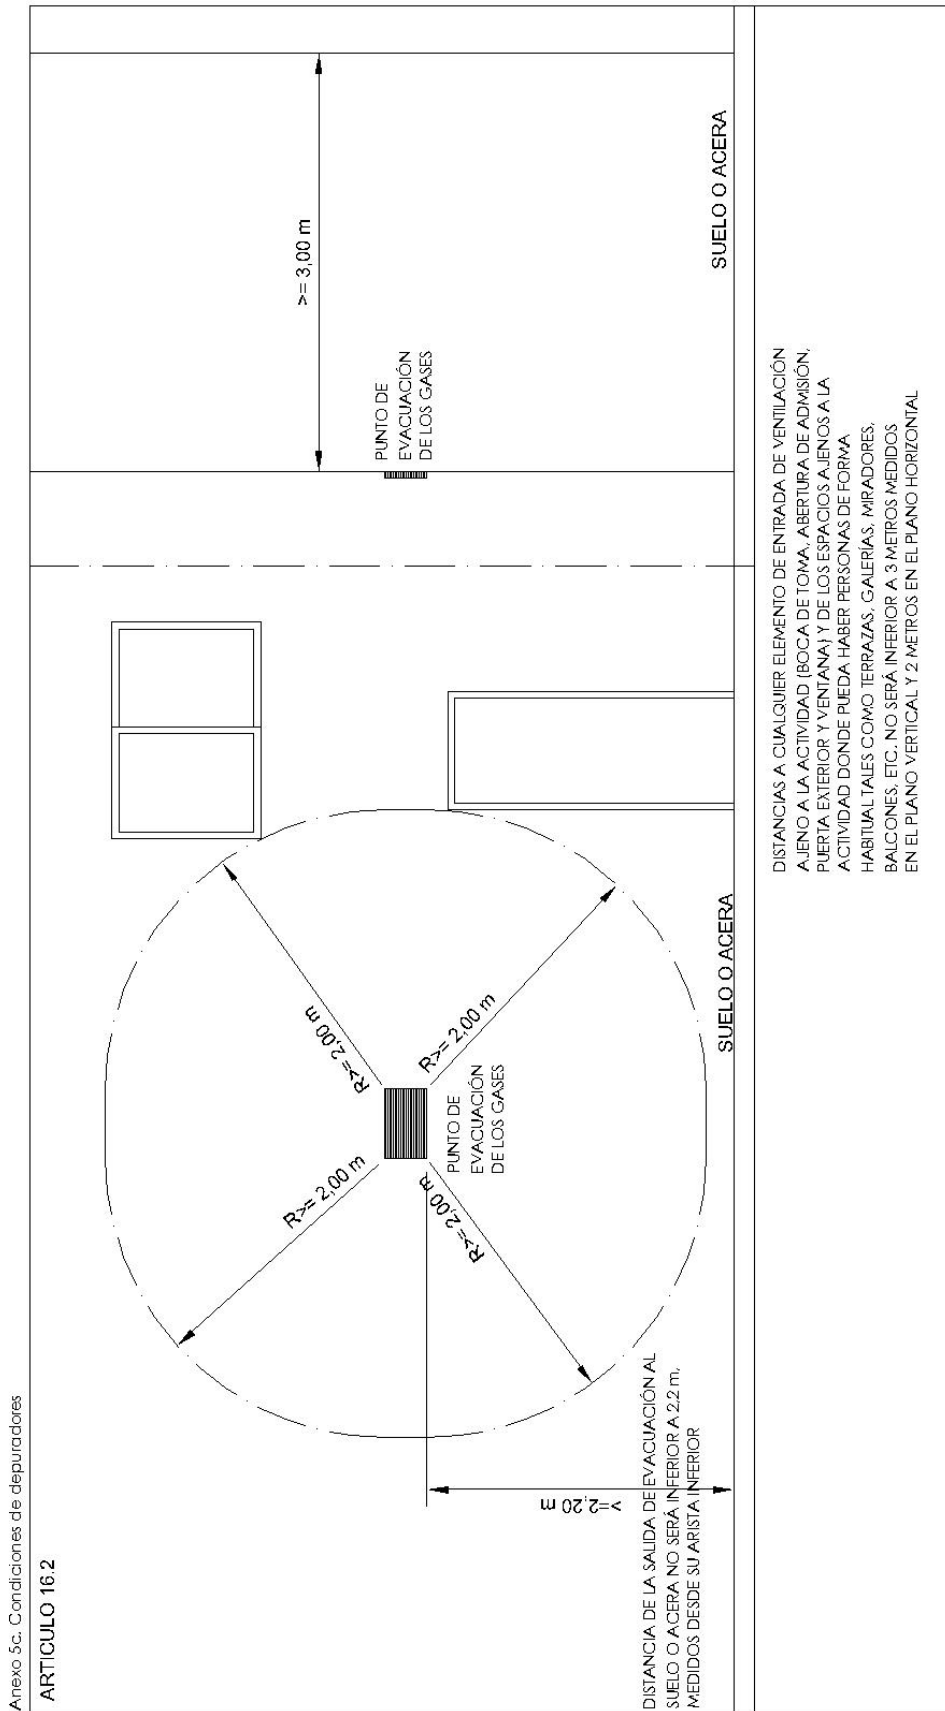 Anexo 5c. Condiciones de depuradores
ARTICULO 16.2
R>= 2,00 m
R>= 2,00 m
R>= 2,00 m
R>= 2,00 m
PUNTO DE
EVACUACIÓN
DE LOS GASES
>=2,20 m
DISTANCIA DE LA SALIDA DE EVACUACIÓN AL
SUELO O ACERA NO SERÁ INFERIOR A 2,2 m,
MEDIDOS DESDE SU ARISTA INFERIOR
SUELO O ACERA
>= 3,00 m
PUNTO DE
EVACUACIÓN
DE LOS GASES
SUELO O ACERA
DISTANCIAS A CUALQUIER ELEMENTO DE ENTRADA DE VENTILACIÓN
AJENO A LA ACTIVIDAD (BOCA DE TOMA, ABERTURA DE ADMISIÓN,
PUERTA EXTERIOR Y VENTANA) Y DE LOS ESPACIOS AJENOS A LA
ACTIVIDAD DONDE PUEDA HABER PERSONAS DE FORMA
HABITUAL TALES COMO TERRAZAS, GALERÍAS, MIRADORES,
BALCONES, ETC. NO SERÁ INFERIOR A 3 METROS MEDIDOS
EN EL PLANO VERTICAL Y 2 METROS EN EL PLANO HORIZONTAL